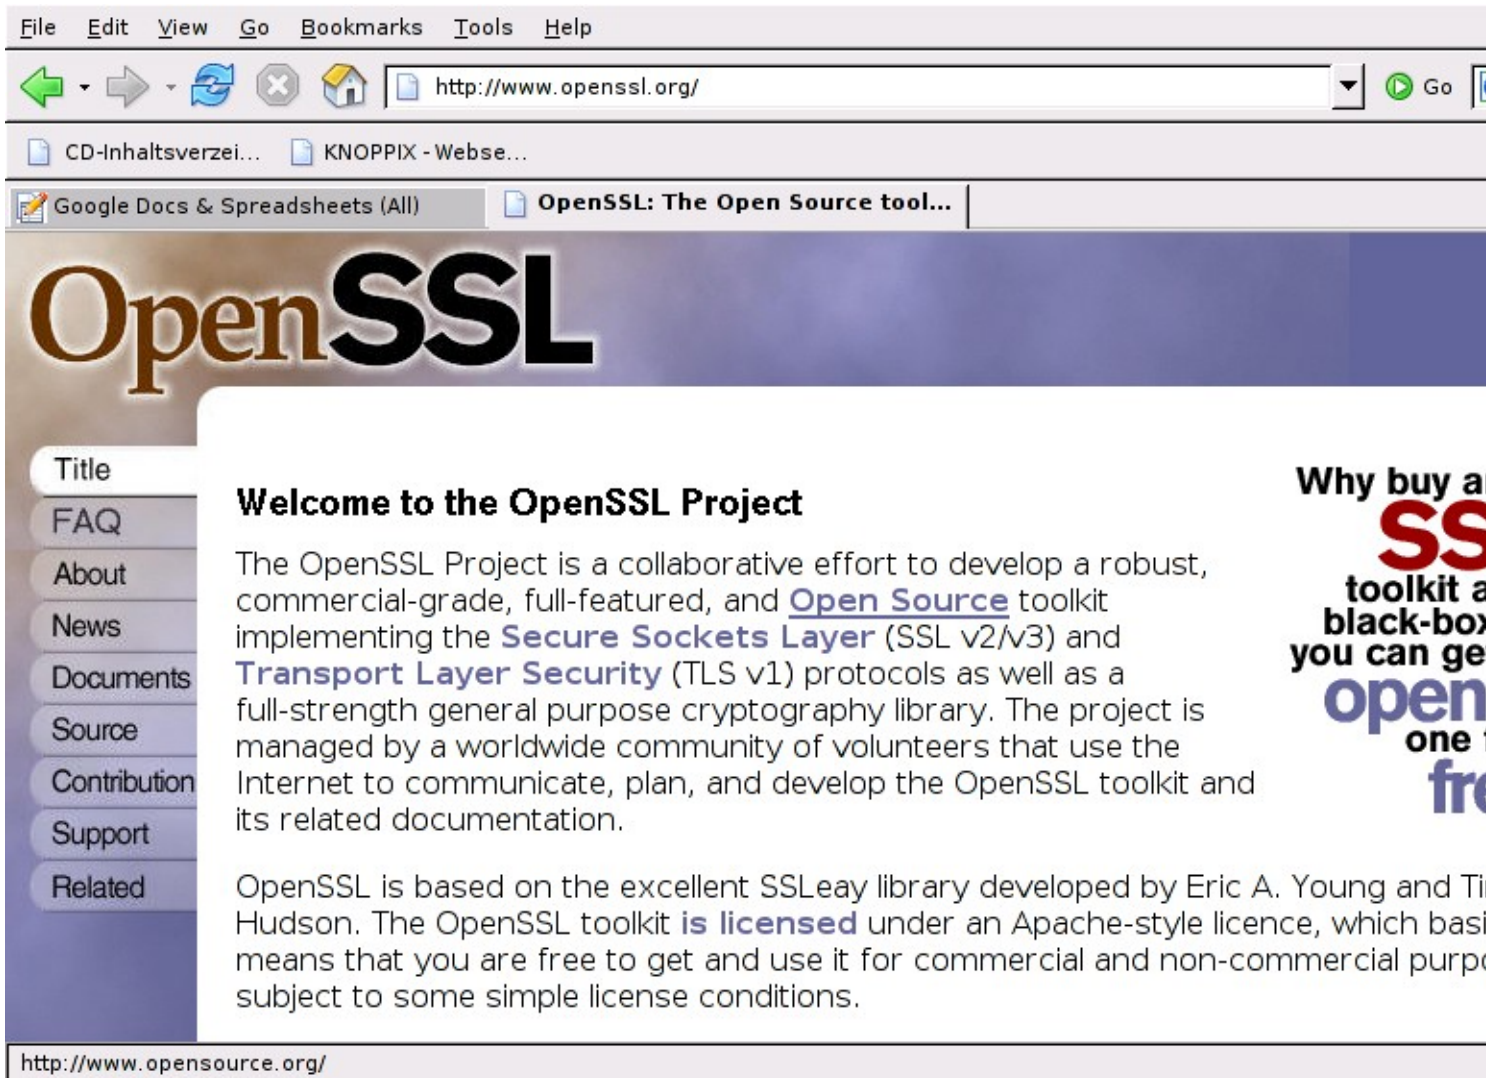 File Edit View Go Bookmarks Tools Help
http://www.openssl.org/ Go
CD-Inhaltsverzei... KNOPPIX - Webse...
Google Docs & Spreadsheets (All) OpenSSL: The Open Source tool...
OpenSSL
Title
FAQ
About
News
Documents
Source
Contribution
Support
Related
Welcome to the OpenSSL Project
The OpenSSL Project is a collaborative effort to develop a robust,
commercial-grade, full-featured, and Open Source toolkit
implementing the Secure Sockets Layer (SSL v2/v3) and
Transport Layer Security (TLS v1) protocols as well as a
full-strength general purpose cryptography library. The project is
managed by a worldwide community of volunteers that use the
Internet to communicate, plan, and develop the OpenSSL toolkit and
its related documentation.
Why buy
toolkit
you can
open
one
OpenSSL is based on the excellent SSLeay library developed by Eric A. Young and
Hudson. The OpenSSL toolkit is licensed under an Apache-style licence, which
means that you are free to get and use it for commercial and non-commercial
subject to some simple license conditions.
http://www.opensource.org/